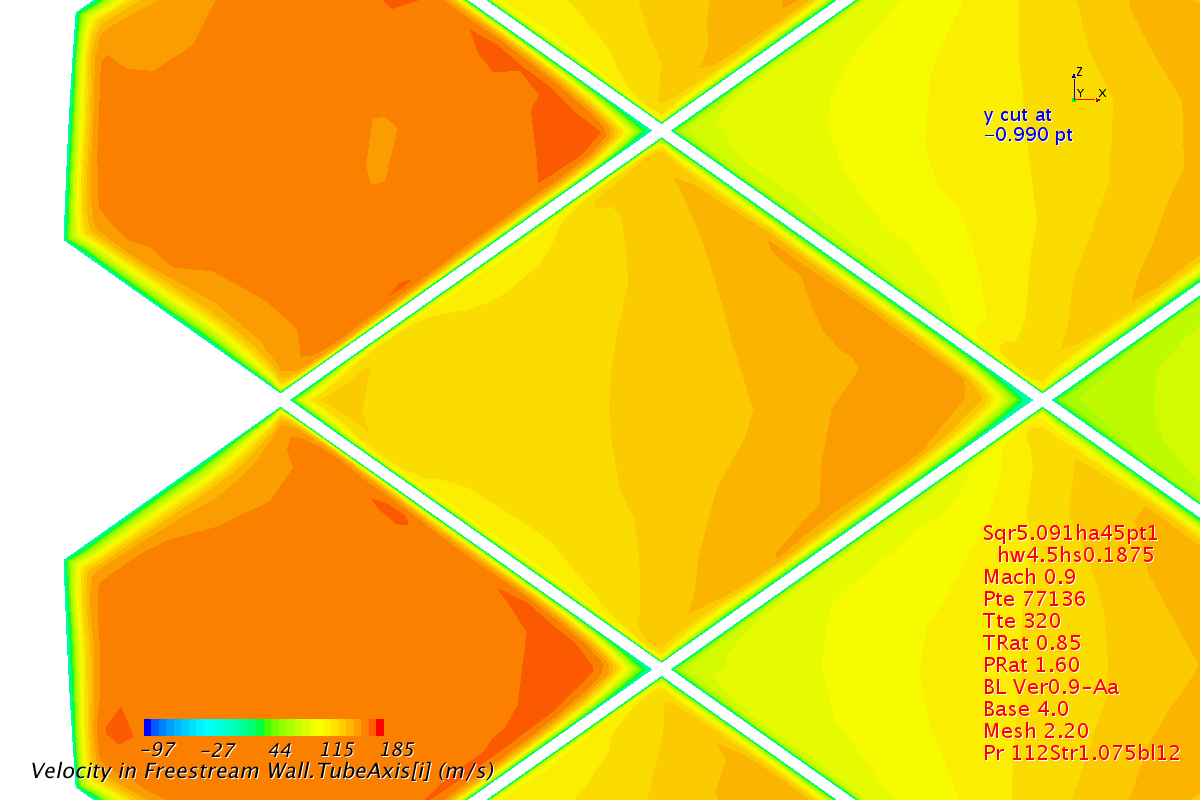 Z
Y X
y cut at
−0.990 pt
Sqr5.091ha45pt1
hw4.5hs0.1875
Mach 0.9
Pte 77136
Tte 320
TRat 0.85
PRat 1.60
BL Ver0.9−Aa
Base 4.0
Mesh 2.20
Pr 112Str1.075bl12
−97 −27 44 115 185
Velocity in Freestream Wall.TubeAxis[i] (m/s)